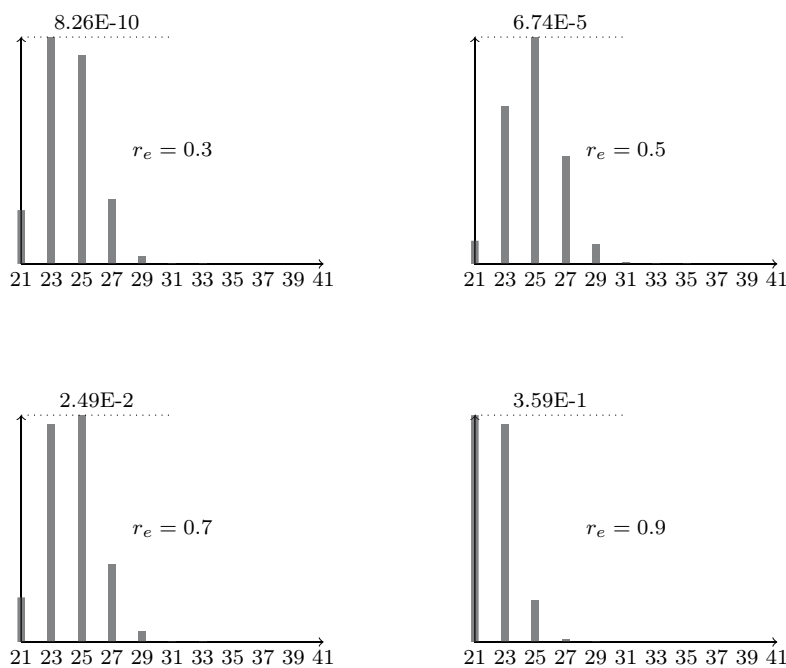 8.26E-10
r_e = 0.3
21 23 25 27 29 31 33 35 37 39 41
6.74E-5
r_e = 0.5
21 23 25 27 29 31 33 35 37 39 41
2.49E-2
r_e = 0.7
21 23 25 27 29 31 33 35 37 39 41
3.59E-1
r_e = 0.9
21 23 25 27 29 31 33 35 37 39 41